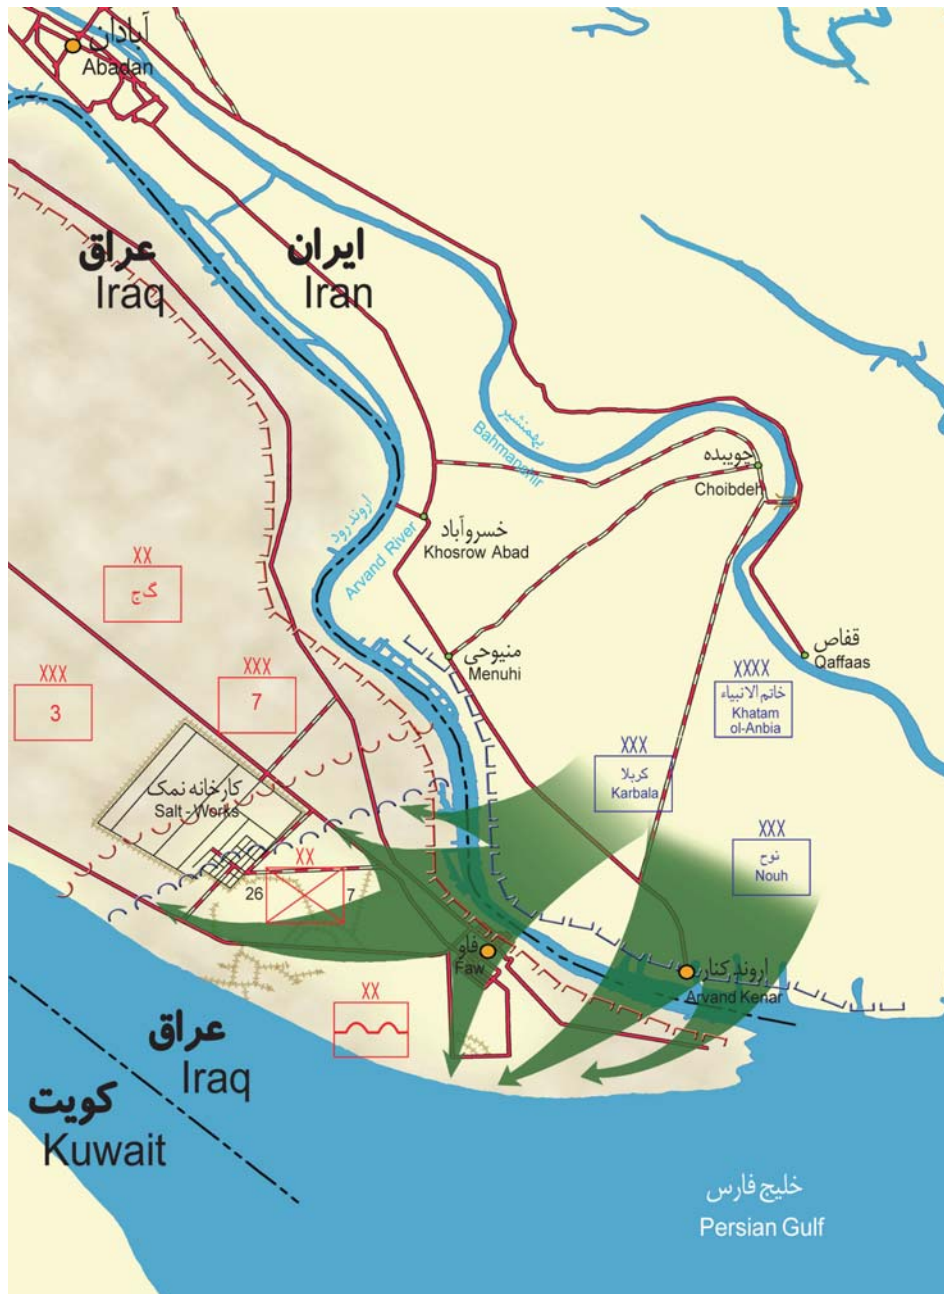 آبادان
Abadan
عراق
Iraq
ایران
Iran
بهمنشیر
Bahmanshir
چوییده
Choibdeh
اروندرود
Arvand River
خسروآباد
Khosrow Abad
XX
گ.ج
منیوحی
Menuhi
قفاص
Qaffaas
XXX
3
XXX
7
XXXX
خاتم الانبیاء
Khatam
ol-Anbia
XXX
کربلا
Karbala
کارخانه نمک
Salt - Works
XXX
نوح
Nouh
XX
26
7
فاو
Faw
اروندکنار
Arvand Kenar
XX
عراق
Iraq
کویت
Kuwait
خلیج فارس
Persian Gulf